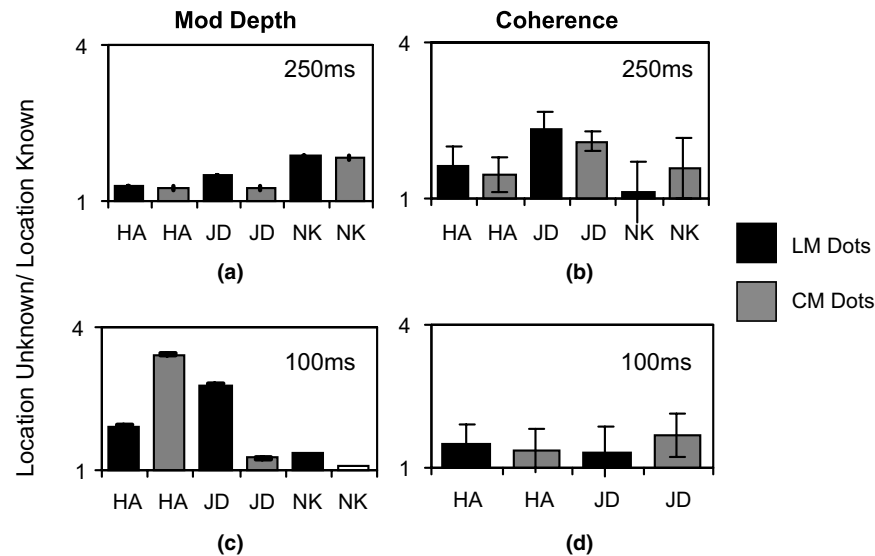 Mod Depth
Coherence
Location Unknown/ Location Known
4
250ms
1
HA HA JD JD NK NK
(a)
4
250ms
1
HA HA JD JD NK NK
(b)
LM Dots
CM Dots
4
100ms
1
HA HA JD JD NK NK
(c)
4
100ms
1
HA HA JD JD
(d)